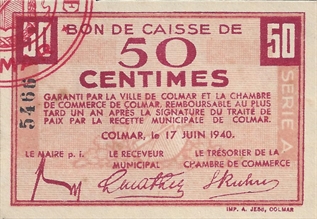 50 BON DE CAISSE DE 50
50
CENTIMES
GARANTI PAR LA VILLE DE COLMAR ET LA CHAMBRE
DE COMMERCE DE COLMAR, REMBOURSABLE AU PLUS
TARD UN AN APRÈS LA SIGNATURE DU TRAITÉ DE
PAIX PAR LA RECETTE MUNICIPALE DE COLMAR.
COLMAR, le 17 JUIN 1940.
LE MAIRE p. i. LE RECEVEUR LE TRÉSORIER DE LA
MUNICIPAL CHAMBRE DE COMMERCE
SÉRIE A
IMP. A. JESS, COLMAR